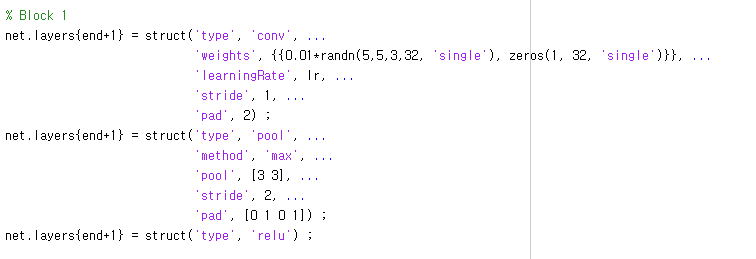 % Block 1
net.layers{end+1} = struct('type', 'conv', ...
'weights', {{0.01*randn(5,5,3,32, 'single'), zeros(1, 32, 'single')}}, ...
'learningRate', lr, ...
'stride', 1, ...
'pad', 2) ;
net.layers{end+1} = struct('type', 'pool', ...
'method', 'max', ...
'pool', [3 3], ...
'stride', 2, ...
'pad', [0 1 0 1]) ;
net.layers{end+1} = struct('type', 'relu') ;